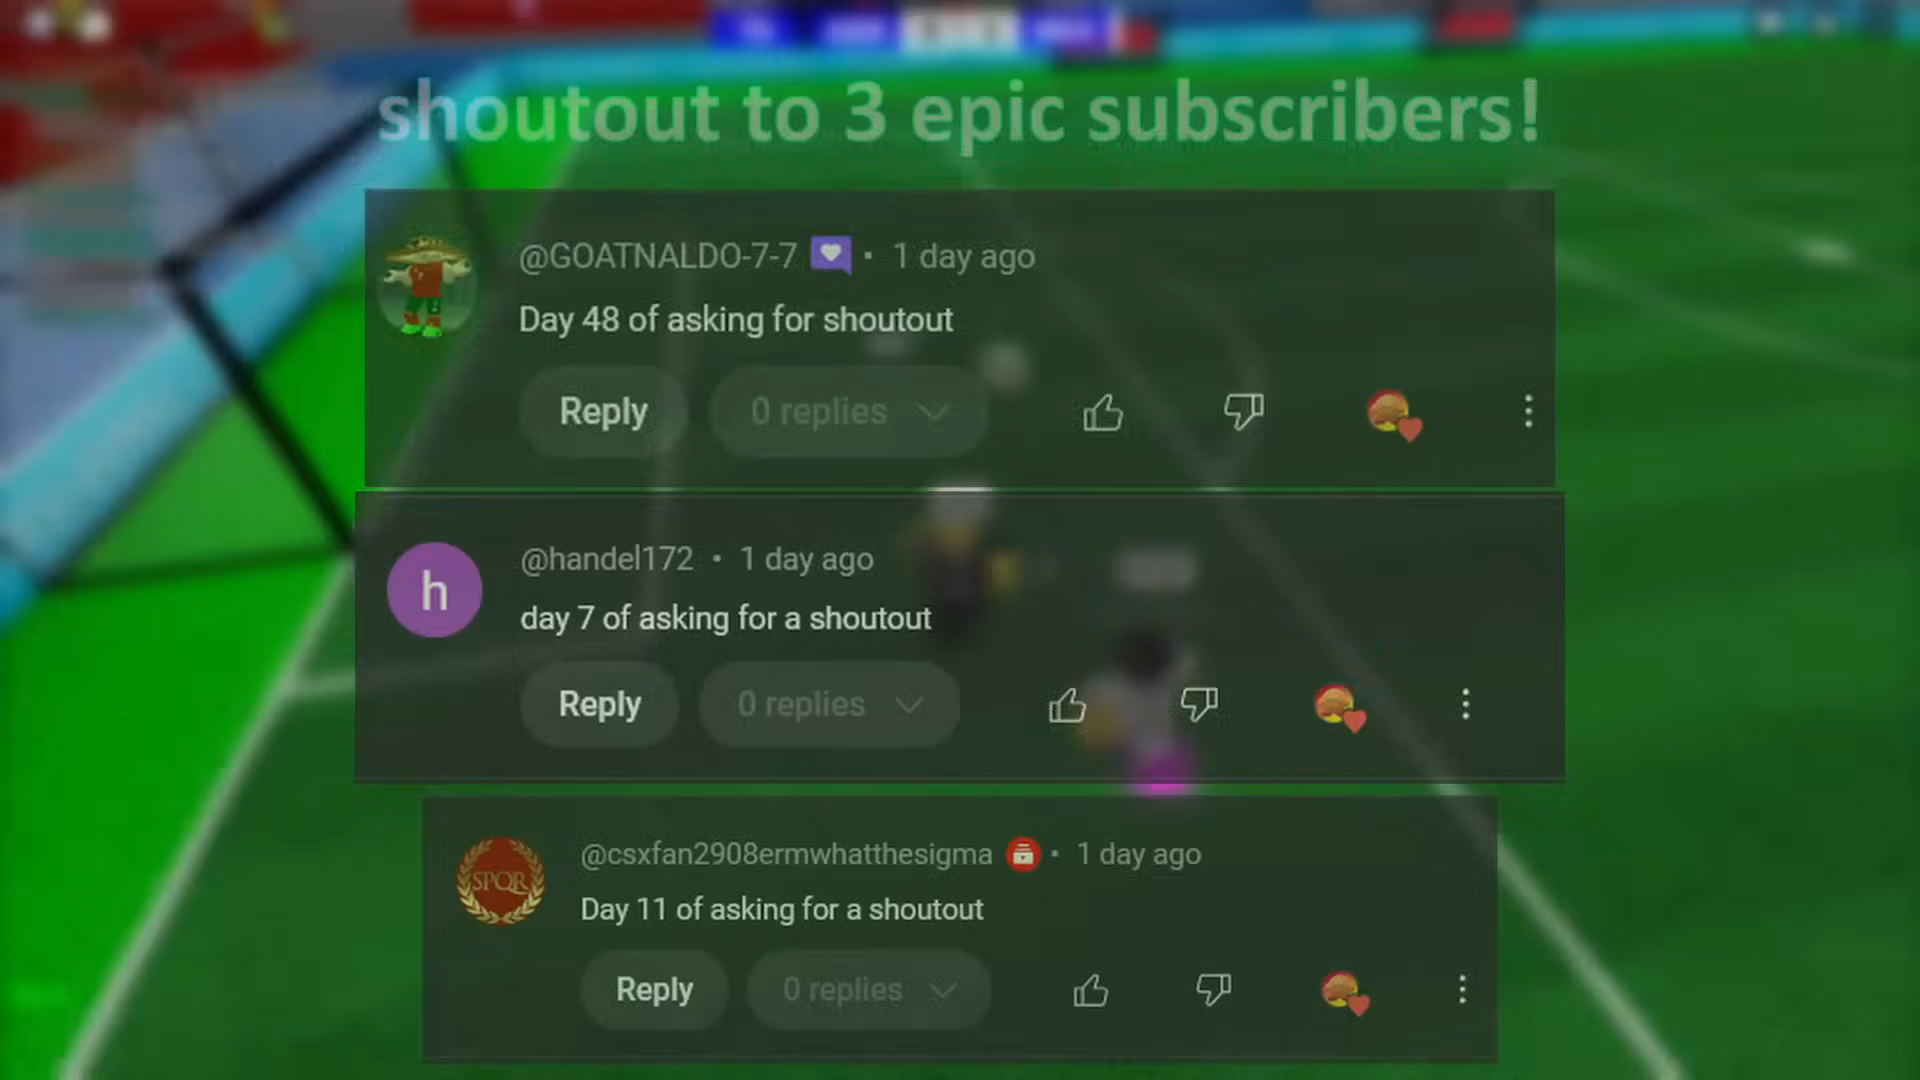 shoutout to 3 epic subscribers!
@GOATNALDO-7-7 • 1 day ago
Day 48 of asking for shoutout
Reply 0 replies
h
@handel172 • 1 day ago
day 7 of asking for a shoutout
Reply 0 replies
SPQR
@csxfan2908ermwhatthesigma • 1 day ago
Day 11 of asking for a shoutout
Reply 0 replies